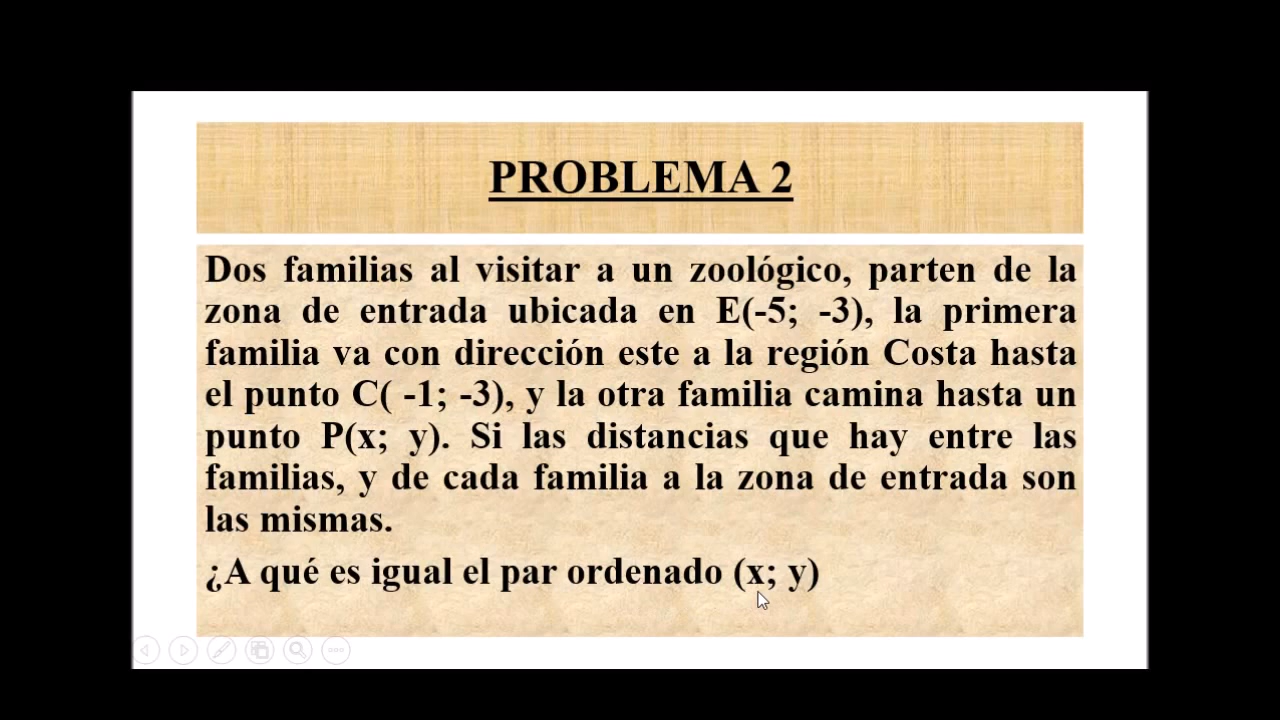 PROBLEMA 2
Dos familias al visitar a un zoológico, parten de la
zona de entrada ubicada en E(-5; -3), la primera
familia va con dirección este a la región Costa hasta
el punto C( -1; -3), y la otra familia camina hasta un
punto P(x; y). Si las distancias que hay entre las
familias, y de cada familia a la zona de entrada son
las mismas.
¿A qué es igual el par ordenado (x; y)